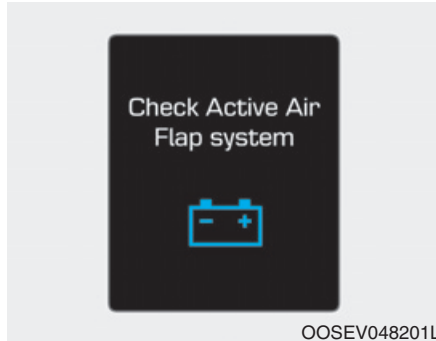 Check Active Air
Flap system
- +
OOSEV048201L